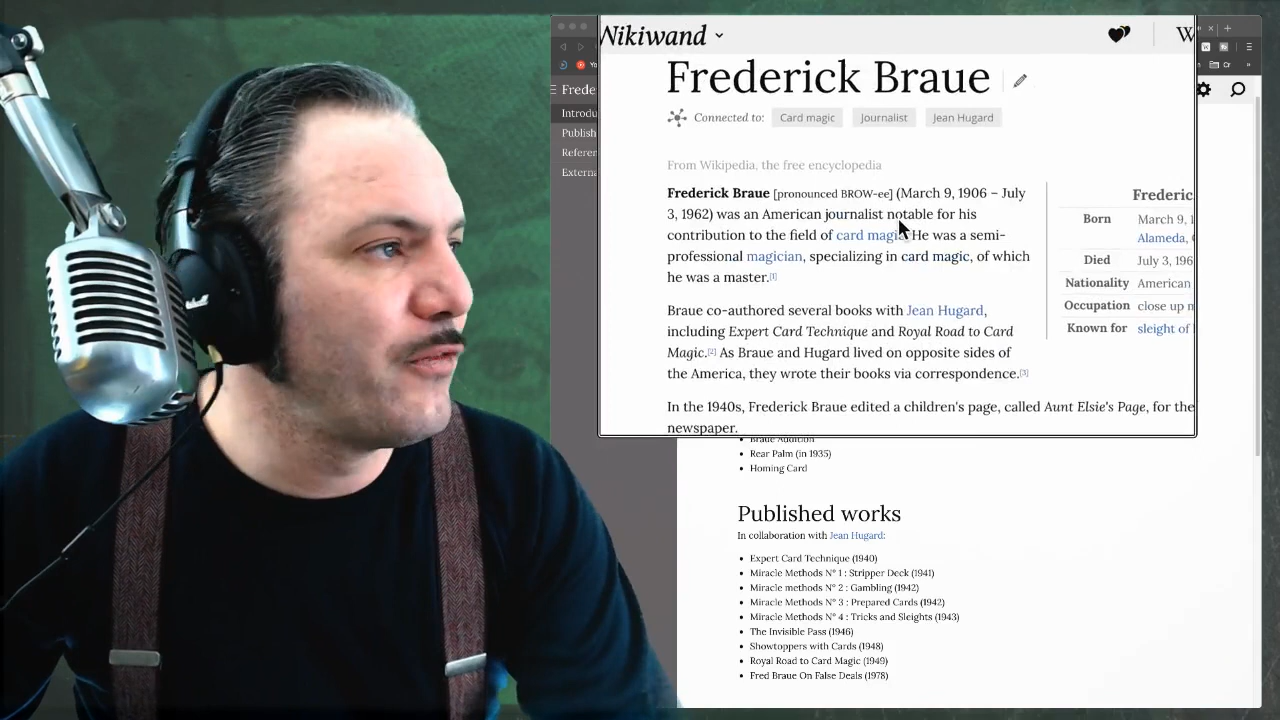 Nikiwand
W
Frederick Braue
Connected to: Card magic Journalist Jean Hugard
From Wikipedia, the free encyclopedia
Frederick Braue [pronounced BROW-ee] (March 9, 1906 – July
3, 1962) was an American journalist notable for his
contribution to the field of card magi He was a semi-
professional magician, specializing in card magic, of which
he was a master.[1]
Braue co-authored several books with Jean Hugard,
including Expert Card Technique and Royal Road to Card
Magic.[2] As Braue and Hugard lived on opposite sides of
the America, they wrote their books via correspondence.[3]
In the 1940s, Frederick Braue edited a children's page, called Aunt Elsie's Page, for the
newspaper.
Frederic
Born March 9, 1
Alameda, C
Died July 3, 196
Nationality American
Occupation close up m
Known for sleight of
Yo
Cr
Frede
Introdu
Publish
Referen
Externa
Braue Addition
Rear Palm (in 1935)
Homing Card
Published works
In collaboration with Jean Hugard:
Expert Card Technique (1940)
Miracle Methods N° 1 : Stripper Deck (1941)
Miracle methods N° 2 : Gambling (1942)
Miracle Methods N° 3 : Prepared Cards (1942)
Miracle Methods N° 4 : Tricks and Sleights (1943)
The Invisible Pass (1946)
Showtoppers with Cards (1948)
Royal Road to Card Magic (1949)
Fred Braue On False Deals (1978)